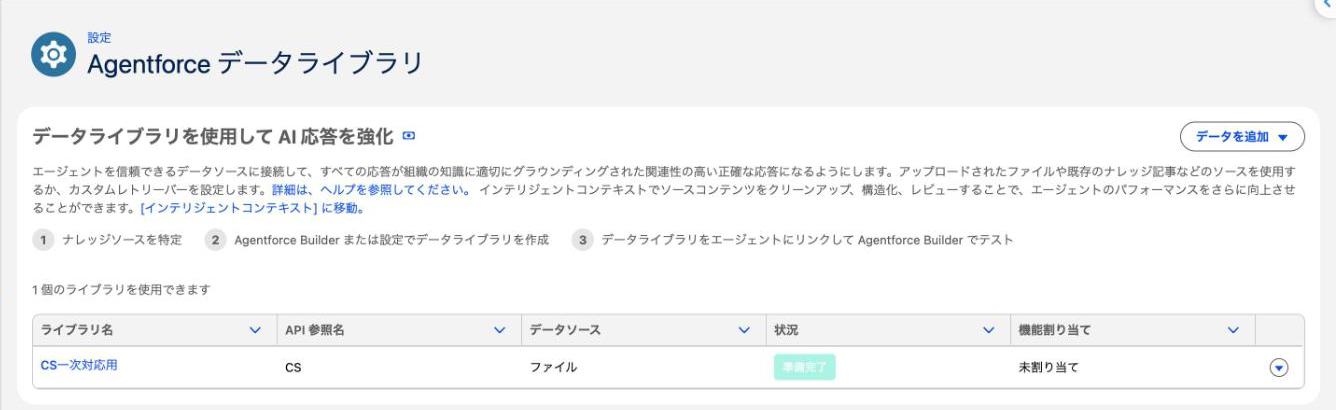 設定
Agentforce データライブラリ
データライブラリを使用して AI 応答を強化
データを追加
エージェントを信頼できるデータソースに接続して、すべての応答が組織の知識に適切にグラウンディングされた関連性の高い正確な応答になるようにします。アップロードされたファイルや既存のナレッジ記事などのソースを使用す
るか、カスタムレトリーバーを設定します。詳細は、ヘルプを参照してください。 インテリジェントコンテキストでソースコンテンツをクリーンアップ、構造化、レビューすることで、エージェントのパフォーマンスをさらに向上させ
ることができます。[インテリジェントコンテキスト] に移動。
1 ナレッジソースを特定 2 Agentforce Builder または設定でデータライブラリを作成 3 データライブラリをエージェントにリンクして Agentforce Builder でテスト
1 個のライブラリを使用できます
ライブラリ名 API 参照名 データソース 状況 機能割り当て
CS一次対応用 CS ファイル 準備完了 未割り当て